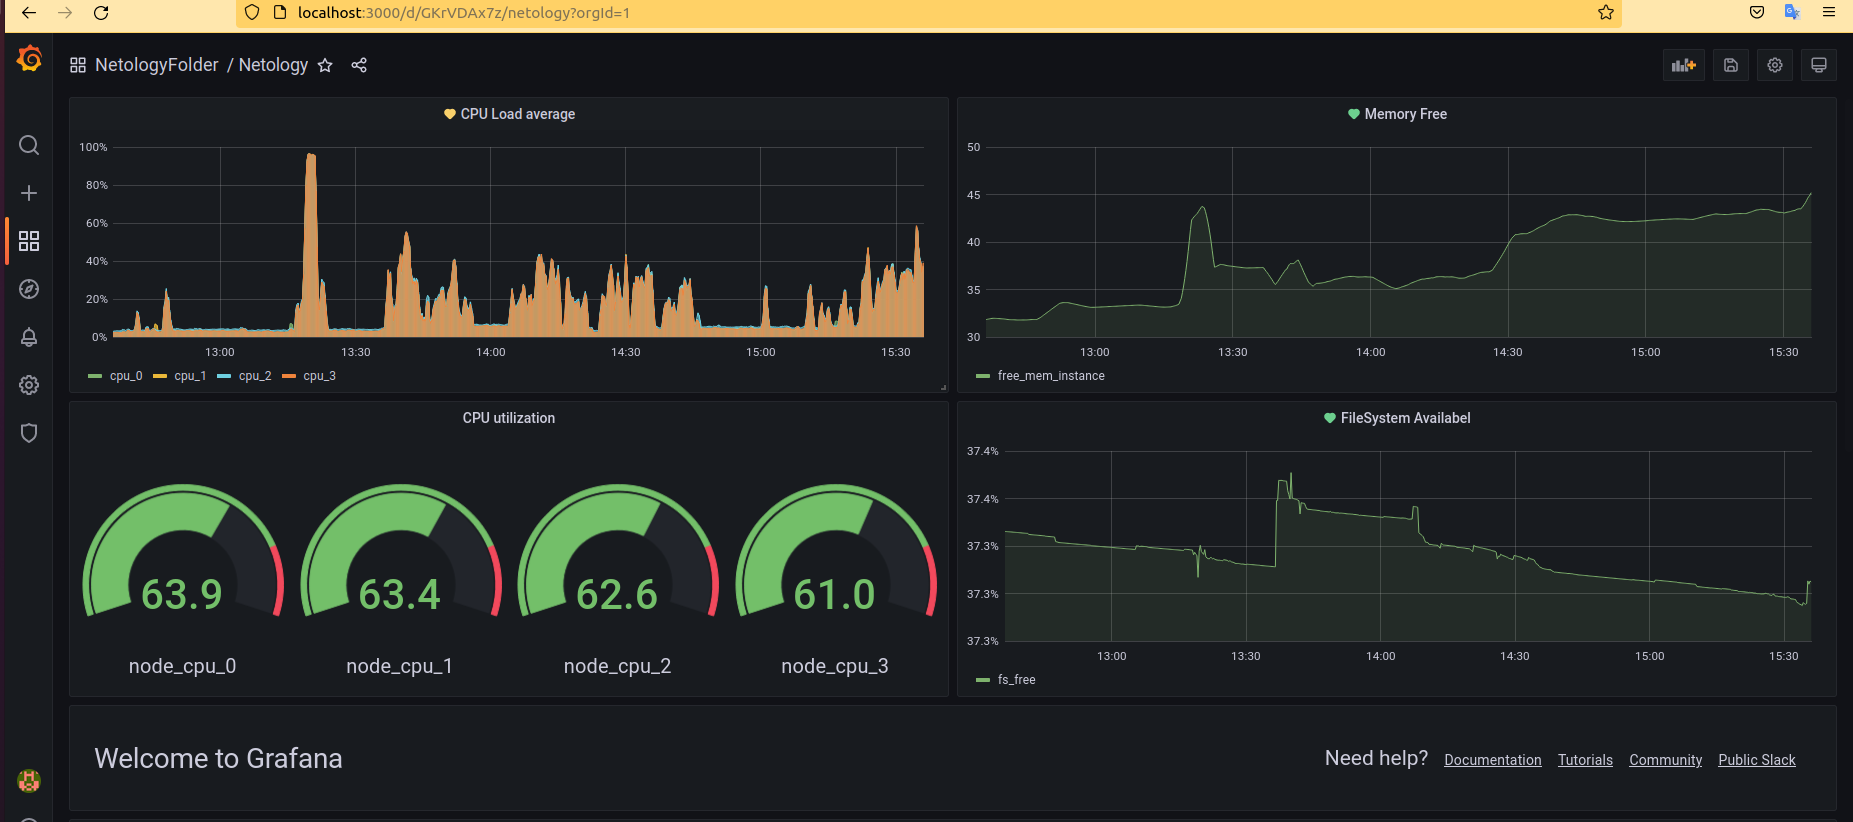 localhost:3000/d/GKrVDAx7z/netology?orgId=1
NetologyFolder / Netology
CPU Load average
100%
80%
60%
40%
20%
0%
13:00 13:30 14:00 14:30 15:00 15:30
cpu_0 cpu_1 cpu_2 cpu_3
Memory Free
50
45
40
35
30
13:00 13:30 14:00 14:30 15:00 15:30
free_mem_instance
CPU utilization
63.9 63.4 62.6 61.0
node_cpu_0 node_cpu_1 node_cpu_2 node_cpu_3
FileSystem Availabel
37.4%
37.4%
37.3%
37.3%
37.3%
13:00 13:30 14:00 14:30 15:00 15:30
fs_free
Welcome to Grafana
Need help? Documentation Tutorials Community Public Slack